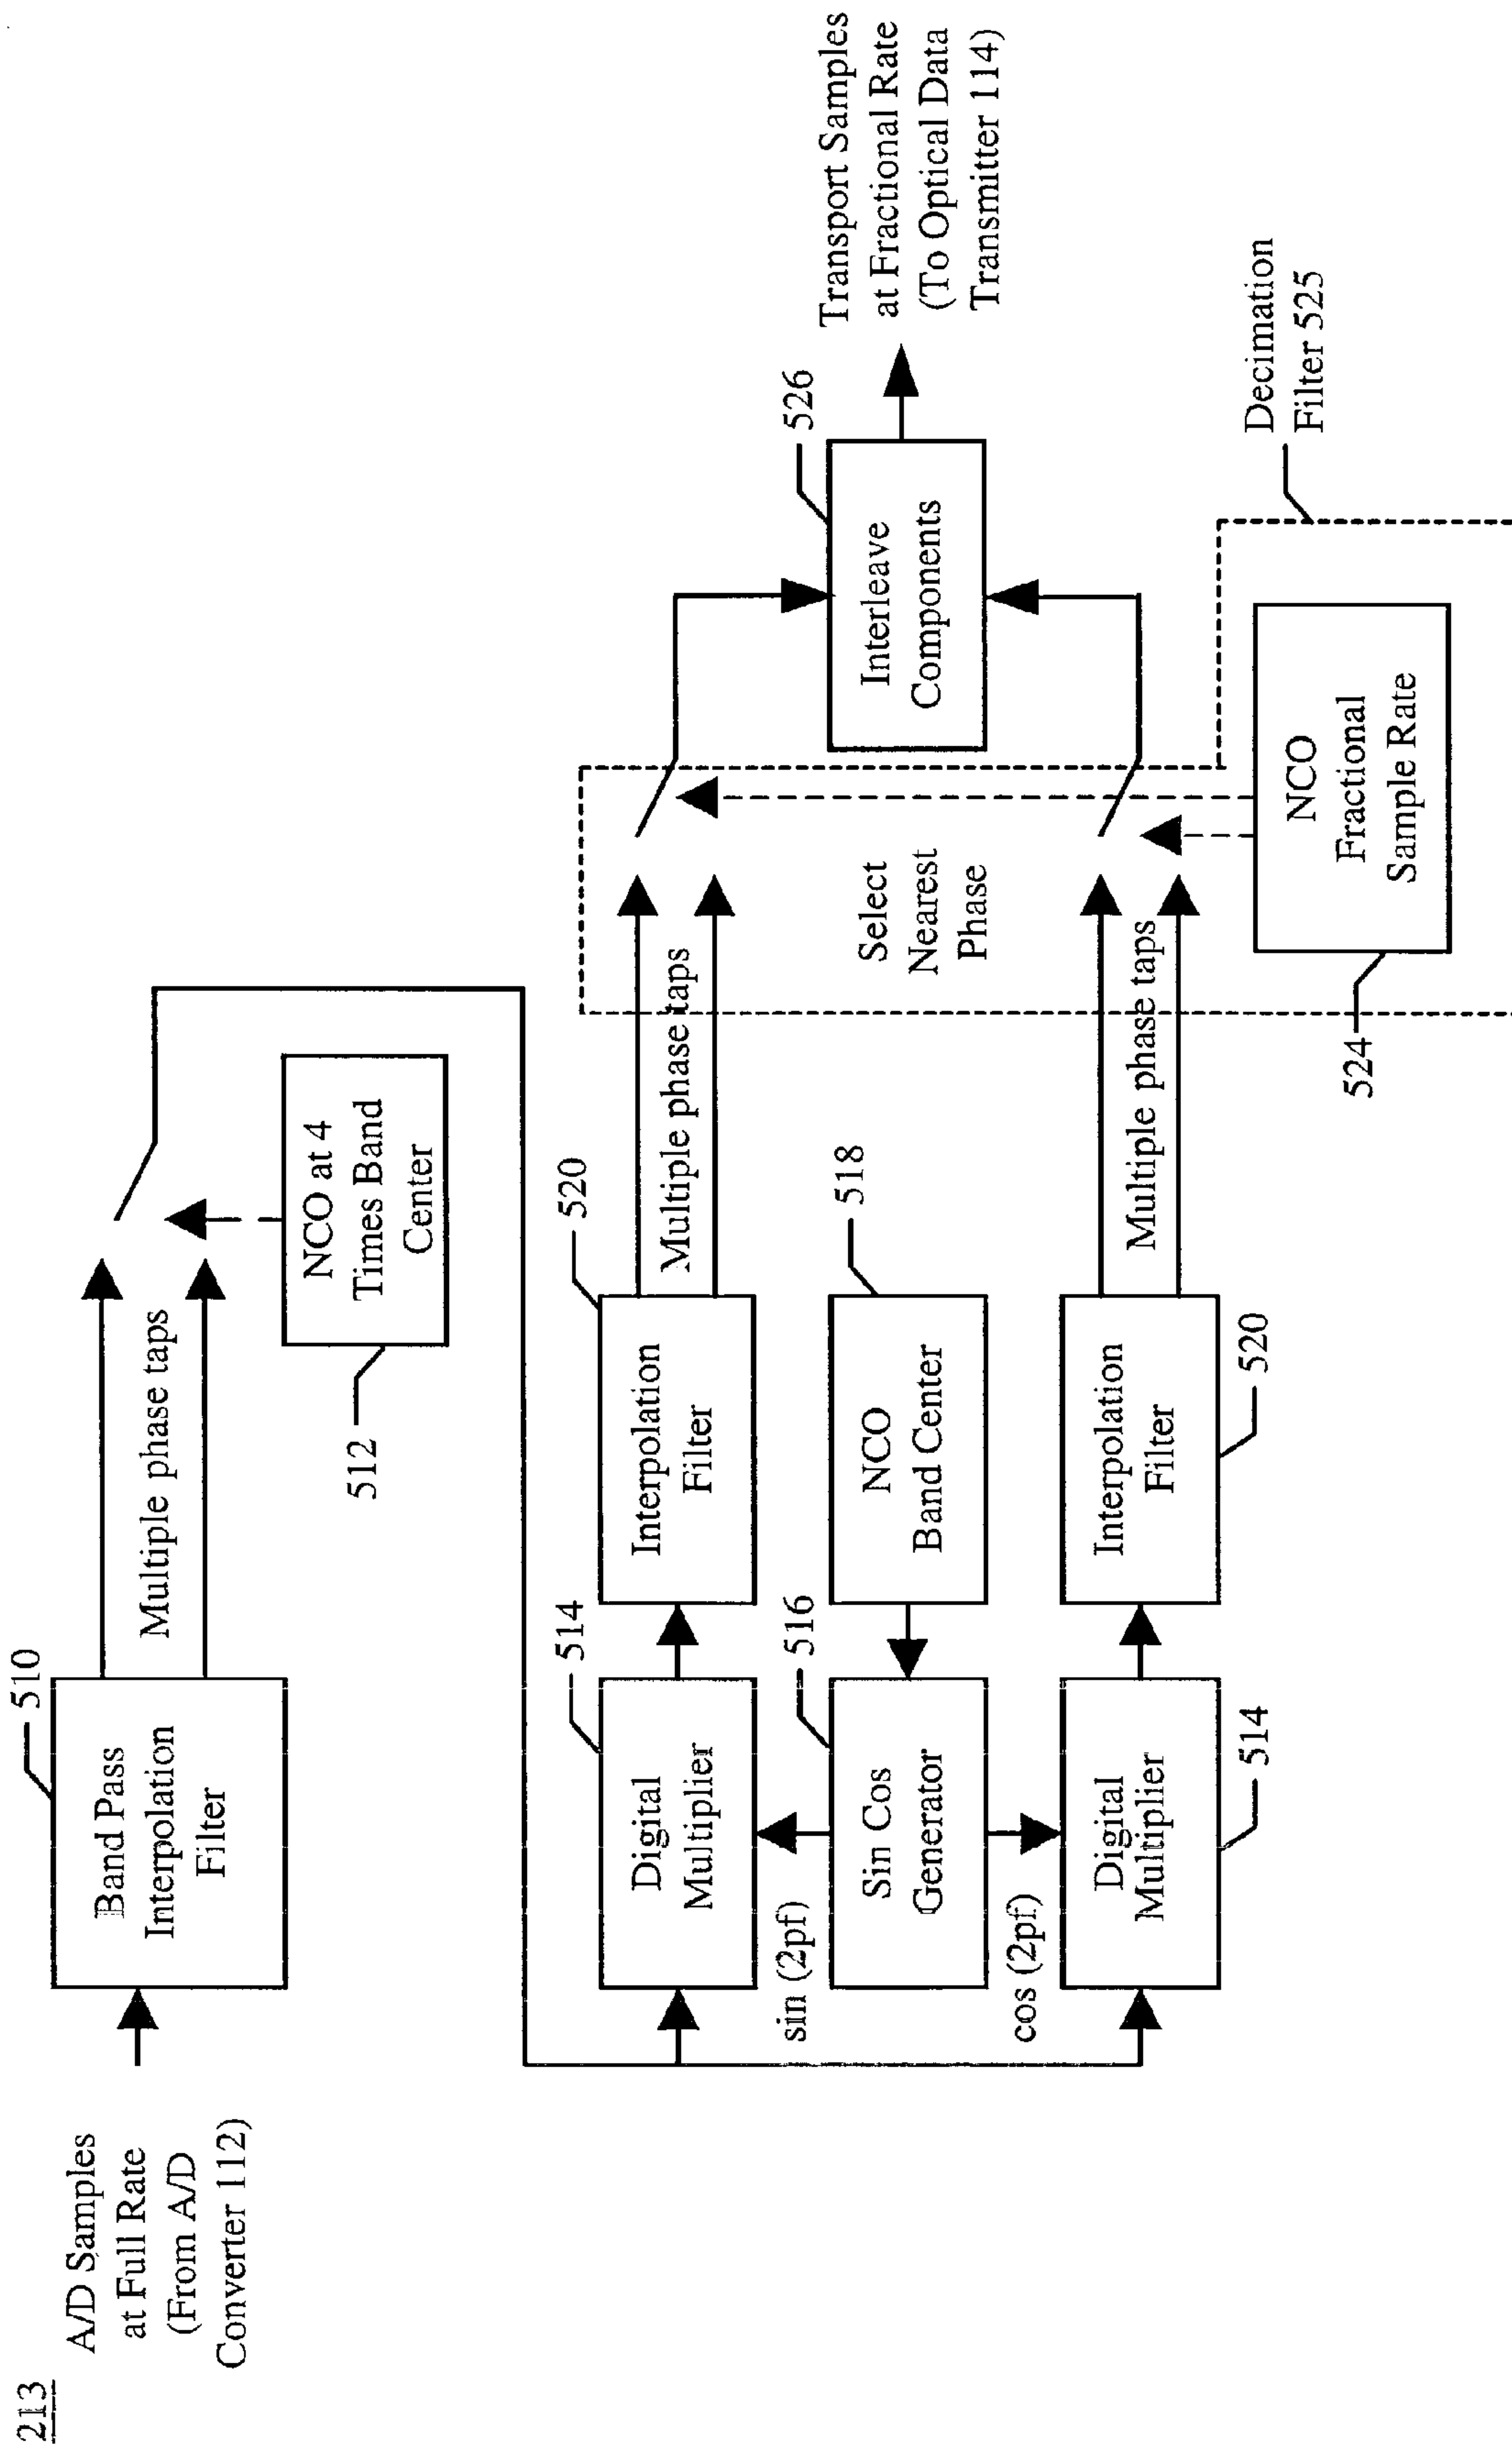 213
A/D Samples
at Full Rate
(From A/D
Converter 112)
510
Band Pass
Interpolation
Filter
Multiple phase taps
NCO at 4
Times Band
Center
512
514
Digital
Multiplier
sin (2pf)
516
Sin Cos
Generator
cos (2pf)
Digital
Multiplier
514
520
Interpolation
Filter
518
NCO
Band Center
Interpolation
Filter
520
Multiple phase taps
Multiple phase taps
Select
Nearest
Phase
524
NCO
Fractional
Sample Rate
Decimation
Filter 525
526
Interleave
Components
Transport Samples
at Fractional Rate
(To Optical Data
Transmitter 114)